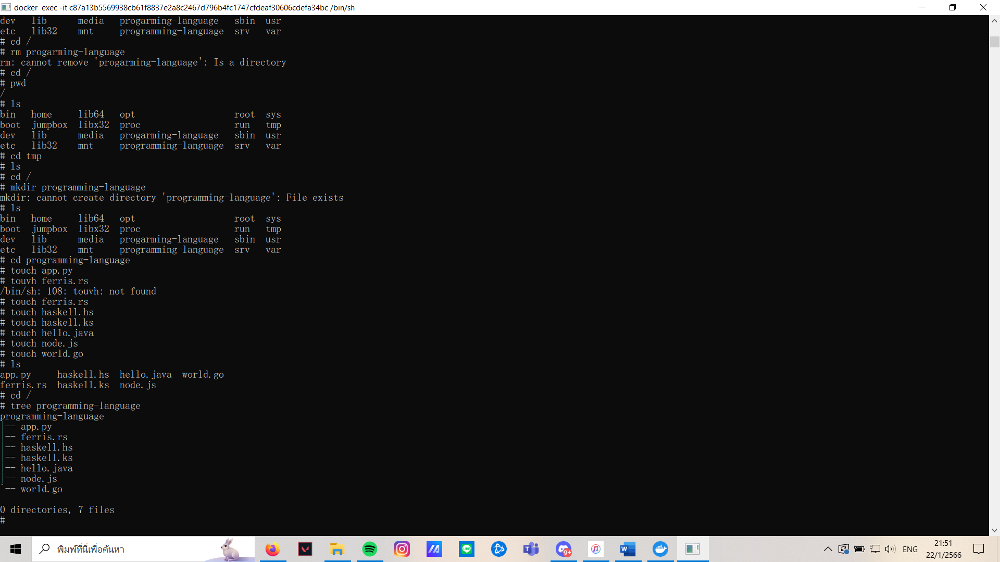 docker  exec -it c87a13b5569938cb61f8837e2a8c2467d796b4fc1747cfdeaf30606cdefa34bc /bin/sh
dev   lib      media   progarming-language   sbin  usr
etc   lib32    mnt     programming-language  srv   var
# cd /
# rm progarming-language
rm: cannot remove 'progarming-language': Is a directory
# cd /
# pwd
/
# ls
bin   home     lib64   opt                   root  sys
boot  jumpbox  libx32  proc                  run   tmp
dev   lib      media   progarming-language   sbin  usr
etc   lib32    mnt     programming-language  srv   var
# cd tmp
# ls
# cd /
# mkdir programming-language
mkdir: cannot create directory 'programming-language': File exists
# ls
bin   home     lib64   opt                   root  sys
boot  jumpbox  libx32  proc                  run   tmp
dev   lib      media   progarming-language   sbin  usr
etc   lib32    mnt     programming-language  srv   var
# cd programming-language
# touch app.py
# touvh ferris.rs
/bin/sh: 108: touvh: not found
# touch ferris.rs
# touch haskell.hs
# touch haskell.ks
# touch hello.java
# touch node.js
# touch world.go
# ls
app.py     haskell.hs  hello.java  world.go
ferris.rs  haskell.ks  node.js
# cd /
# tree programming-language
programming-language
|-- app.py
|-- ferris.rs
|-- haskell.hs
|-- haskell.ks
|-- hello.java
|-- node.js
`-- world.go
0 directories, 7 files
#
พิมพ์ที่นี่เพื่อค้นหา
LINE
9+
ENG
21:51
22/1/2566